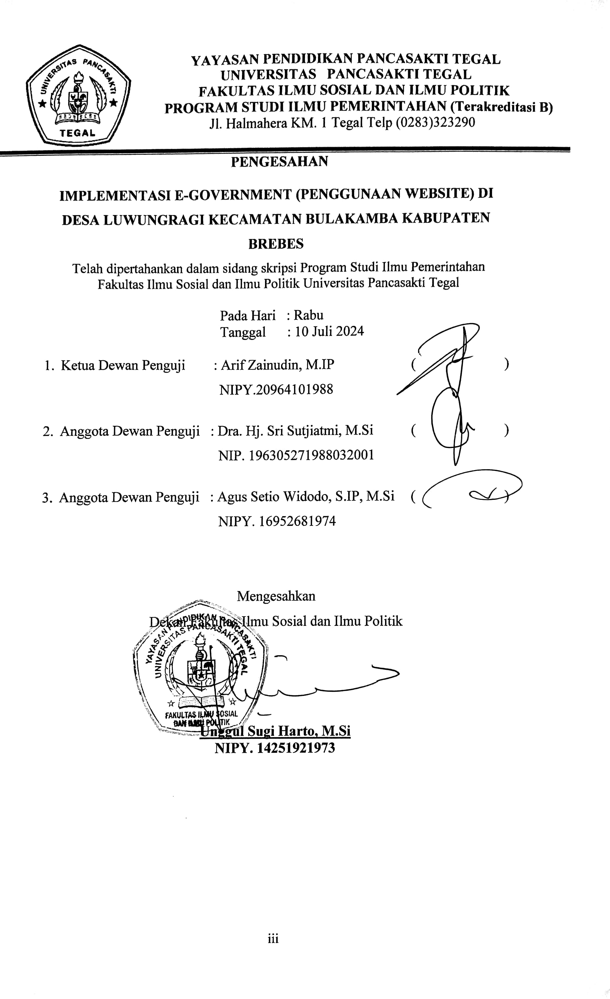 UNIVERSITAS PANCASAKTI
TEGAL
YAYASAN PENDIDIKAN PANCASAKTI TEGAL
UNIVERSITAS PANCASAKTI TEGAL
FAKULTAS ILMU SOSIAL DAN ILMU POLITIK
PROGRAM STUDI ILMU PEMERINTAHAN (Terakreditasi B)
Jl. Halmahera KM. 1 Tegal Telp (0283)323290
PENGESAHAN
IMPLEMENTASI E-GOVERNMENT (PENGGUNAAN WEBSITE) DI
DESA LUWUNGRAGI KECAMATAN BULAKAMBA KABUPATEN
BREBES
Telah dipertahankan dalam sidang skripsi Program Studi Ilmu Pemerintahan
Fakultas Ilmu Sosial dan Ilmu Politik Universitas Pancasakti Tegal
Pada Hari : Rabu
Tanggal : 10 Juli 2024
1. Ketua Dewan Penguji : Arif Zainudin, M.IP ( )
NIPY.20964101988
2. Anggota Dewan Penguji : Dra. Hj. Sri Sutjiatmi, M.Si ( )
NIP. 196305271988032001
3. Anggota Dewan Penguji : Agus Setio Widodo, S.IP, M.Si ( )
NIPY. 16952681974
Mengesahkan
Dekan Fakultas Ilmu Sosial dan Ilmu Politik
YAYASAN PENDIDIKAN PANCASAKTI
UNIVERSITAS PANCASAKTI TEGAL
FAKULTAS ILMU SOSIAL
DAN ILMU POLITIK
Unggul Sugi Harto, M.Si
NIPY. 14251921973
iii